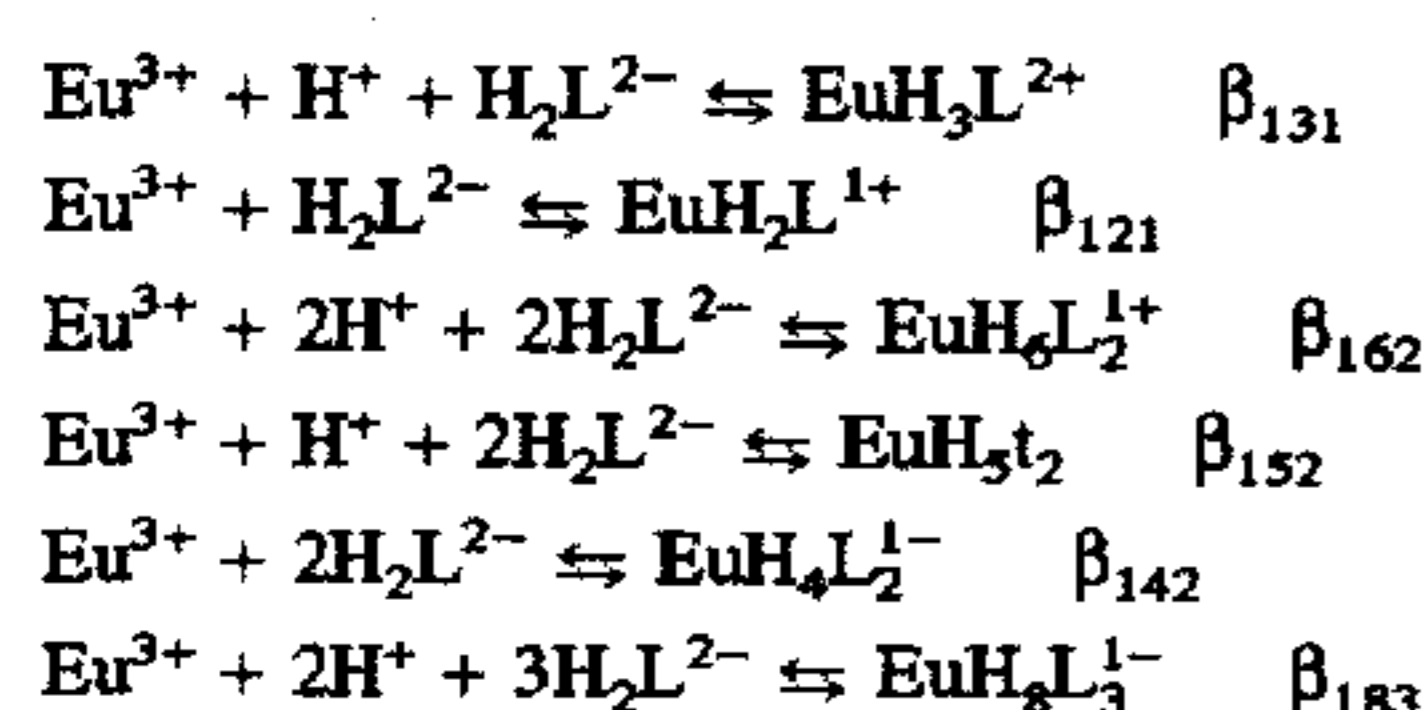 Eu³⁺ + H⁺ + H₂L²⁻ ⇆ EuH₃L²⁺ β₁₃₁
Eu³⁺ + H₂L²⁻ ⇆ EuH₂L¹⁺ β₁₂₁
Eu³⁺ + 2H⁺ + 2H₂L²⁻ ⇆ EuH₆L₂¹⁺ β₁₆₂
Eu³⁺ + H⁺ + 2H₂L²⁻ ⇆ EuH₅t₂ β₁₅₂
Eu³⁺ + 2H₂L²⁻ ⇆ EuH₄L₂¹⁻ β₁₄₂
Eu³⁺ + 2H⁺ + 3H₂L²⁻ ⇆ EuH₈L₃¹⁻ β₁₈₃